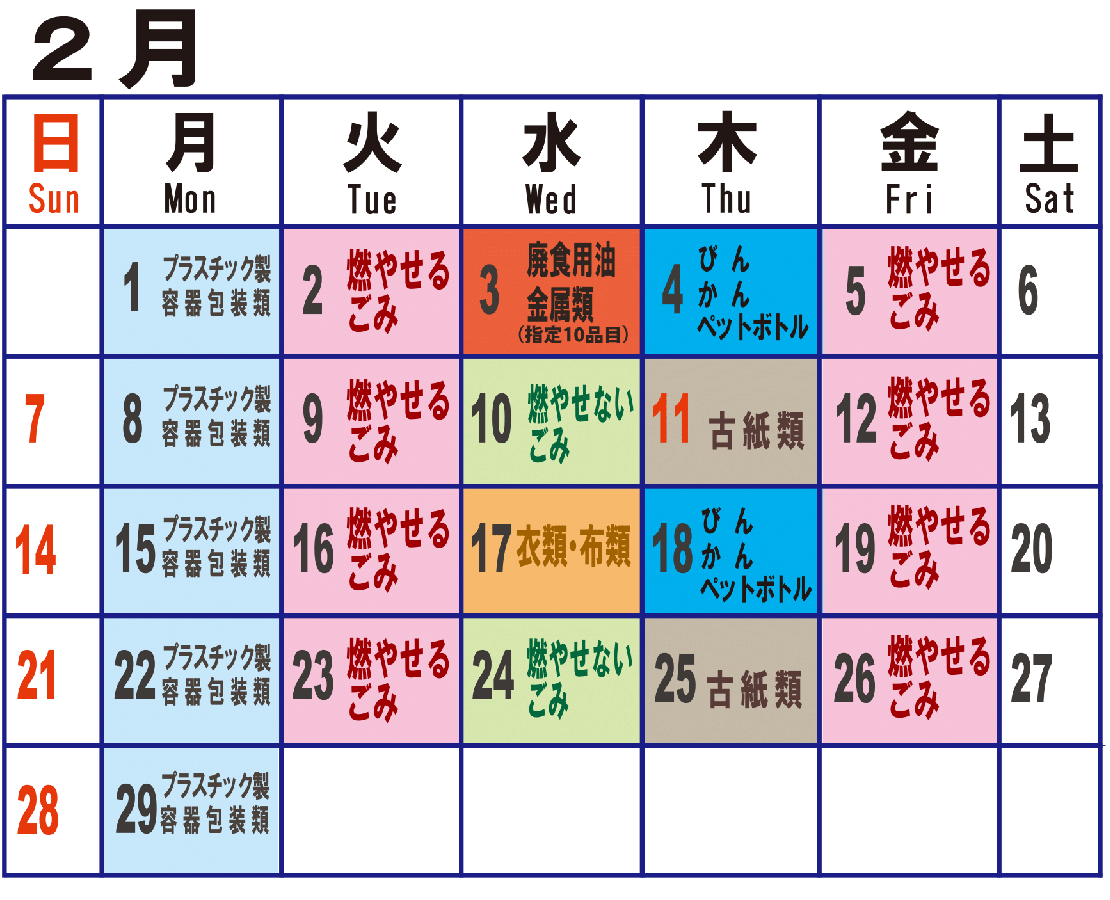 2月
日 月 火 水 木 金 土
Sun Mon Tue Wed Thu Fri Sat
1 プラスチック製
容器包装類
2 燃やせる
ごみ
3 廃食用油
金属類
(指定10品目)
4 びん
かん
ペットボトル
5 燃やせる
ごみ
6
7
8 プラスチック製
容器包装類
9 燃やせる
ごみ
10 燃やせない
ごみ
11 古紙類
12 燃やせる
ごみ
13
14
15 プラスチック製
容器包装類
16 燃やせる
ごみ
17 衣類・布類
18 びん
かん
ペットボトル
19 燃やせる
ごみ
20
21
22 プラスチック製
容器包装類
23 燃やせる
ごみ
24 燃やせない
ごみ
25 古紙類
26 燃やせる
ごみ
27
28
29 プラスチック製
容器包装類